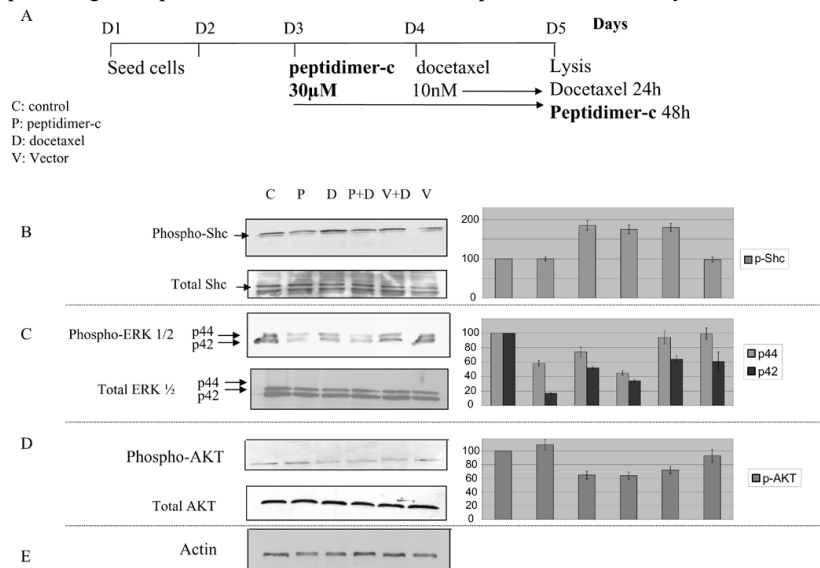 A
D1 D2 D3 D4 D5 Days
Seed cells peptidimer-c docetaxel Lysis
30μM 10nM Docetaxel 24h
Peptidimer-c 48h
C: control
P: peptidimer-c
D: docetaxel
V: Vector
C P D P+D V+D V
B
Phospho-Shc
Total Shc
200
100
0
p-Shc
C
Phospho-ERK 1/2 p44
p42
Total ERK ½ p44
p42
100
80
60
40
20
0
p44
p42
D
Phospho-AKT
Total AKT
100
80
60
40
20
0
p-AKT
E
Actin